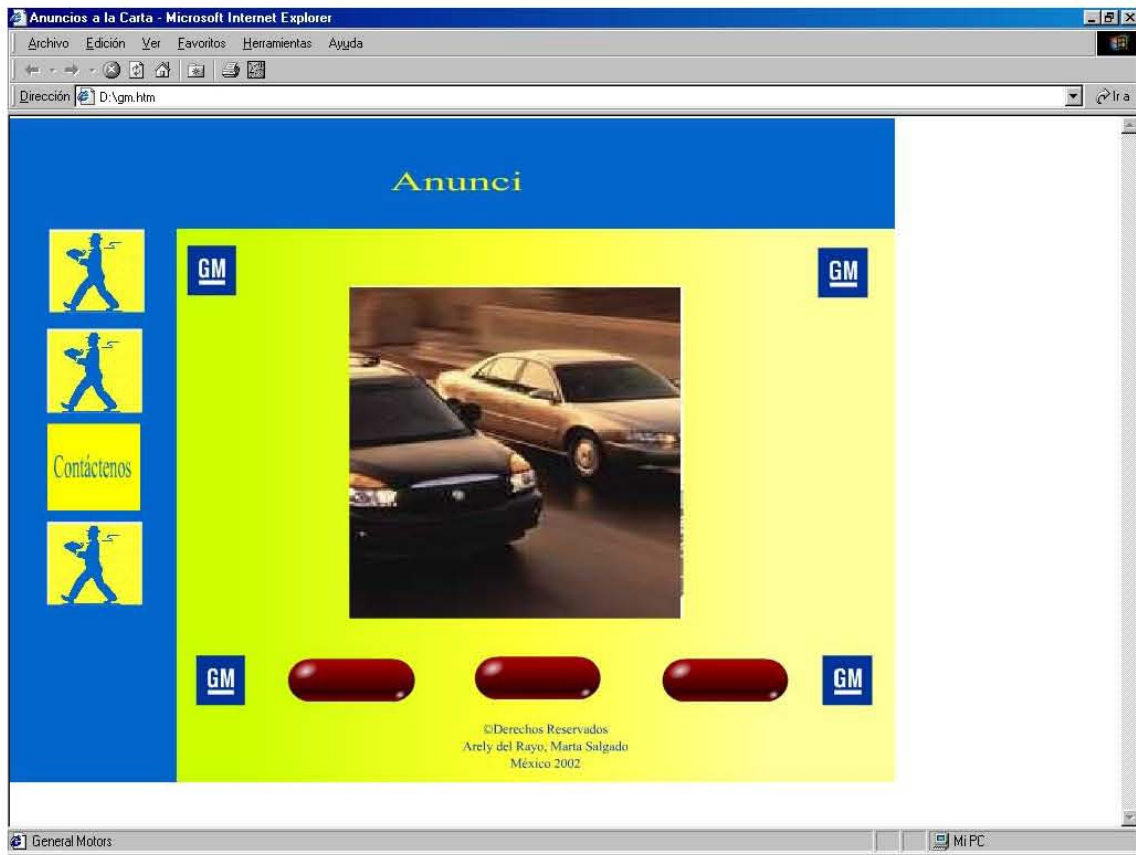 Anuncios a la Carta - Microsoft Internet Explorer
Archivo Edición Ver Favoritos Herramientas Ayuda
Dirección D:\gm.htm Ir a
Anunci
GM GM
Contáctenos
GM GM
©Derechos Reservados
Arely del Rayo, Marta Salgado
México 2002
General Motors Mi PC